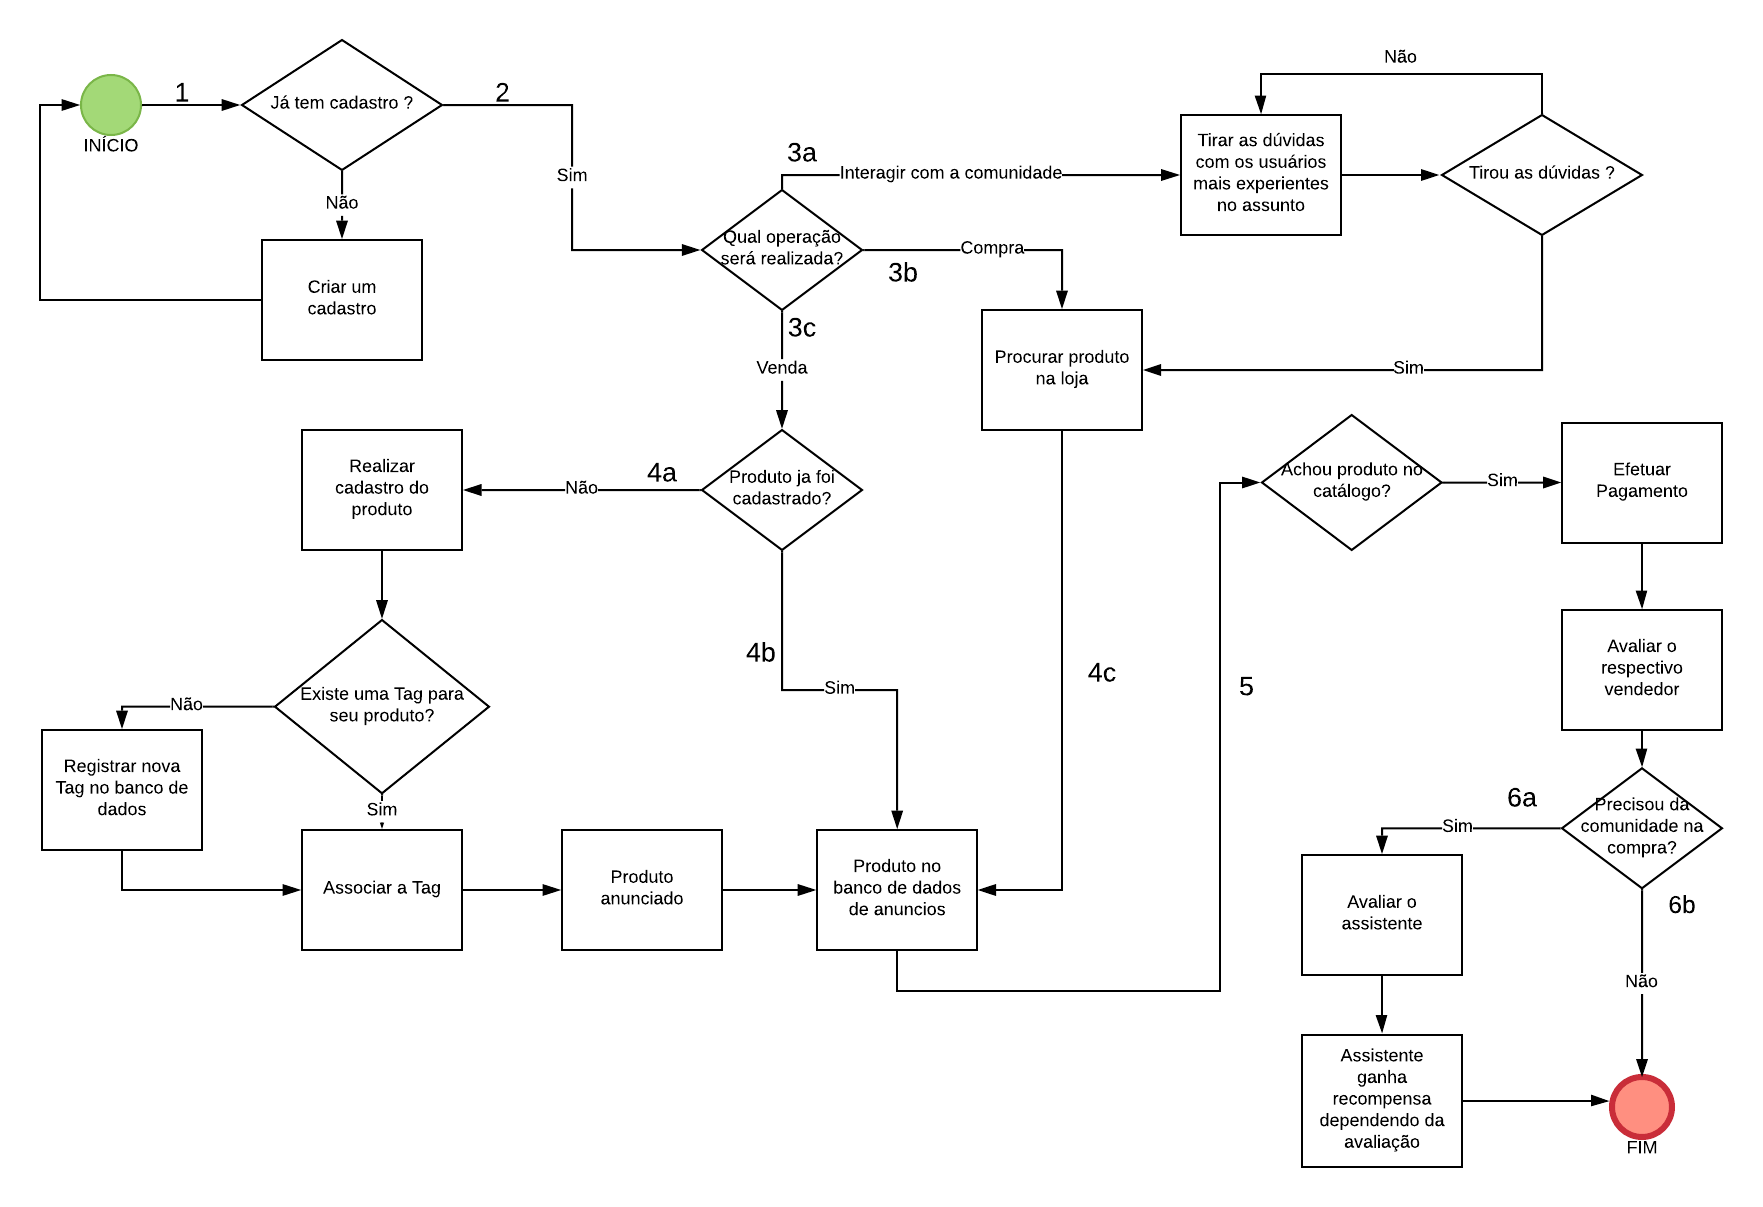 INÍCIO
1
Já tem cadastro ?
2
Não
Sim
Criar um
cadastro
Qual operação
será realizada?
3a
Interagir com a comunidade
Tirar as dúvidas
com os usuários
mais experientes
no assunto
Não
Tirou as dúvidas ?
Sim
3b
Compra
Procurar produto
na loja
3c
Venda
Produto ja foi
cadastrado?
4a
Não
Realizar
cadastro do
produto
Existe uma Tag para
seu produto?
Não
Registrar nova
Tag no banco de
dados
Sim
Associar a Tag
Produto
anunciado
4b
Sim
Produto no
banco de dados
de anuncios
4c
5
Achou produto no
catálogo?
Sim
Efetuar
Pagamento
Avaliar o
respectivo
vendedor
Precisou da
comunidade na
compra?
6a
Sim
Avaliar o
assistente
Assistente
ganha
recompensa
dependendo da
avaliação
6b
Não
FIM